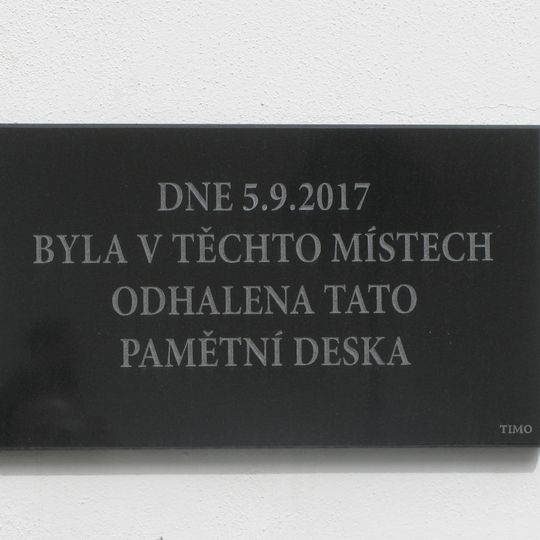 DNE 5.9.2017
BYLA V TĚCHTO MÍSTECH
ODHALENA TATO
PAMĚTNÍ DESKA
TIMO